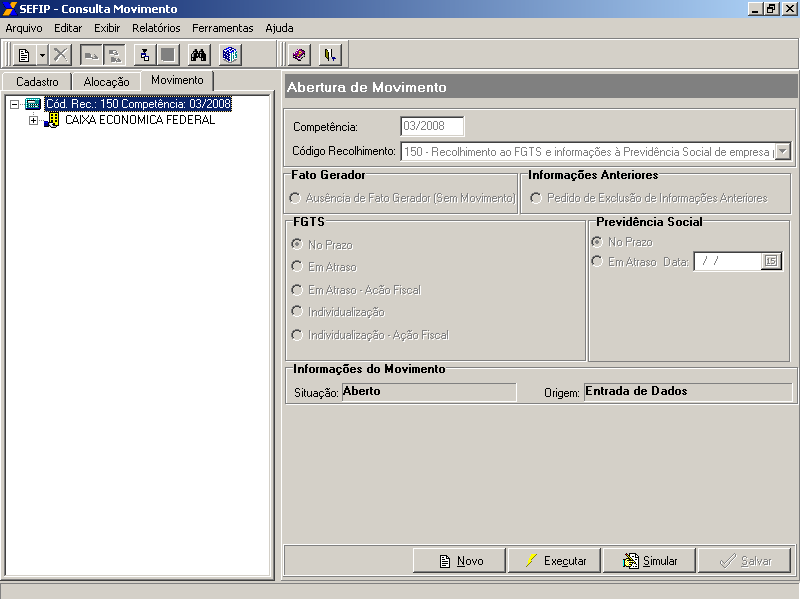 SEFIP - Consulta Movimento
Arquivo Editar Exibir Relatórios Ferramentas Ajuda
Cadastro Alocação Movimento
Cód. Rec.: 150 Competência: 03/2008
CAIXA ECONOMICA FEDERAL
Abertura de Movimento
Competência: 03/2008
Código Recolhimento: 150 - Recolhimento ao FGTS e informações à Previdência Social de empresa
Fato Gerador
Ausência de Fato Gerador (Sem Movimento)
Informações Anteriores
Pedido de Exclusão de Informações Anteriores
FGTS
No Prazo
Em Atraso
Em Atraso - Acão Fiscal
Individualização
Individualização - Ação Fiscal
Previdência Social
No Prazo
Em Atraso Data: / / 15
Informações do Movimento
Situação: Aberto Origem: Entrada de Dados
Novo Executar Simular Salvar